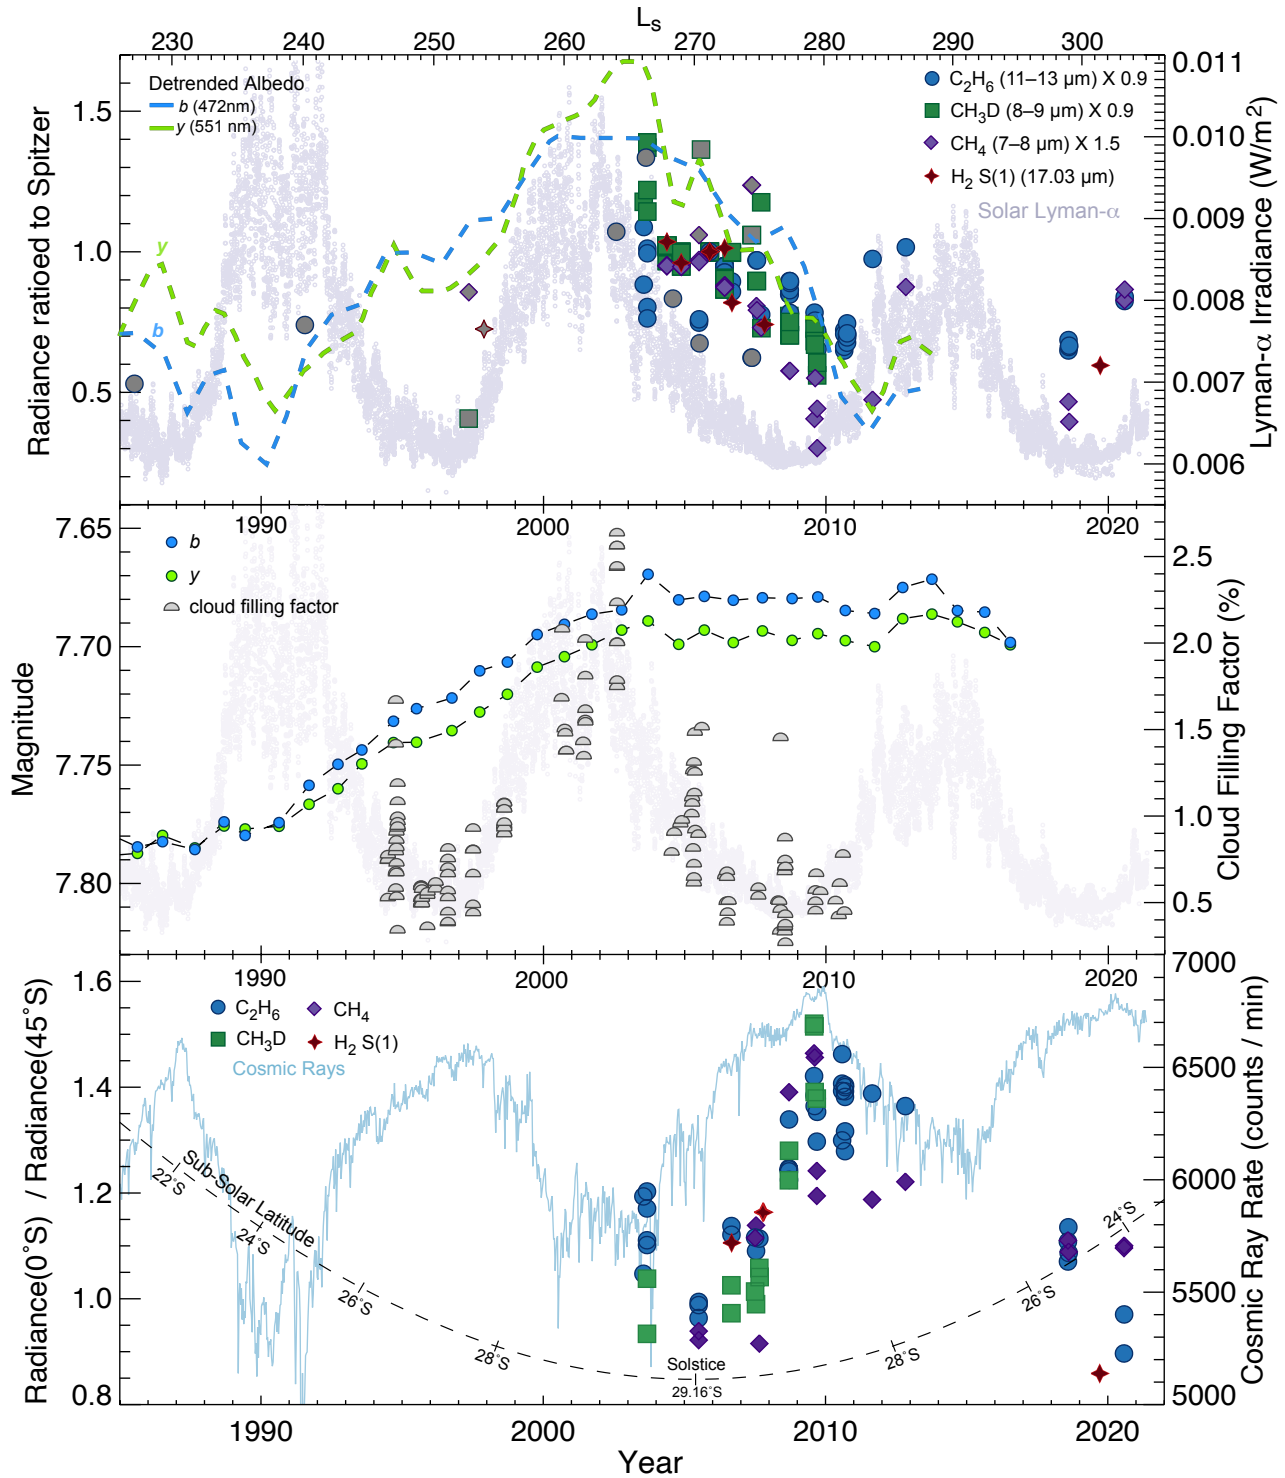 L_s
230 240 250 260 270 280 290 300
Detrended Albedo
b (472nm)
y (551 nm)
C₂H₆ (11–13 µm) X 0.9
CH₃D (8–9 µm) X 0.9
CH₄ (7–8 µm) X 1.5
H₂ S(1) (17.03 µm)
Solar Lyman-α
y
b
Radiance ratioed to Spitzer
1.5
1.0
0.5
Lyman-α Irradiance (W/m²)
0.011
0.010
0.009
0.008
0.007
0.006
1990 2000 2010 2020
b
y
cloud filling factor
Magnitude
7.65
7.70
7.75
7.80
Cloud Filling Factor (%)
2.5
2.0
1.5
1.0
0.5
1990 2000 2010 2020
C₂H₆ CH₄
CH₃D H₂ S(1)
Cosmic Rays
Radiance(0°S) / Radiance(45°S)
1.6
1.4
1.2
1.0
0.8
Cosmic Ray Rate (counts / min)
7000
6500
6000
5500
5000
Sub-Solar Latitude
22°S
24°S
26°S
28°S
Solstice
29.16°S
28°S
26°S
24°S
1990 2000 2010 2020
Year